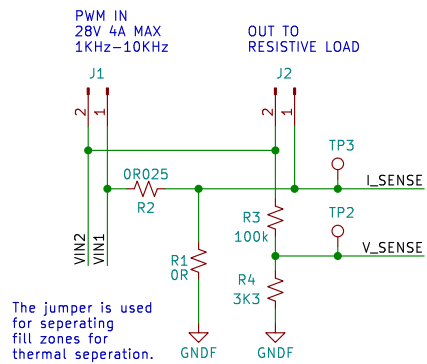 PWM IN
28V 4A MAX
1KHz-10KHz
OUT TO
RESISTIVE LOAD
J1
J2
2
1
2
1
TP3
0R025
I_SENSE
R2
TP2
R3
100k
VIN2
VIN1
V_SENSE
R1
0R
R4
3K3
The jumper is used
for seperating
fill zones for
thermal seperation.
GNDF
GNDF